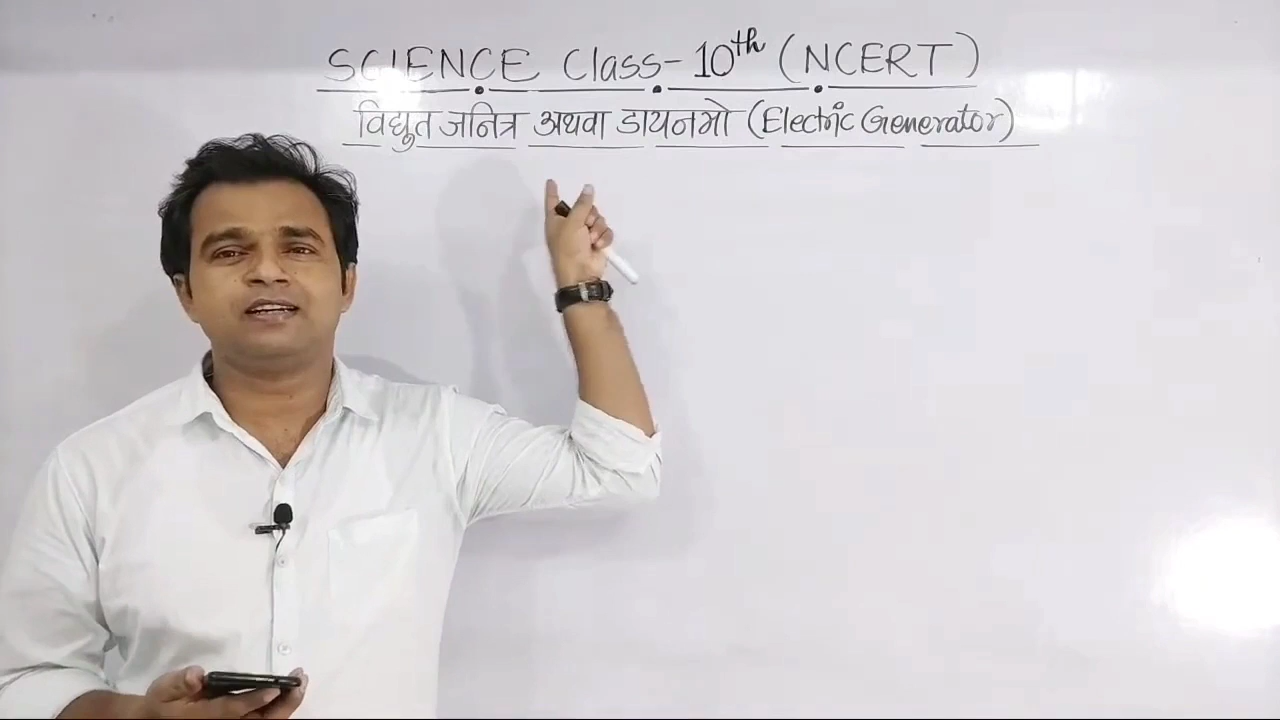 SCIENCE Class- 10th (NCERT)
विद्युत जनित्र अथवा डायनमो (Electric Generator)